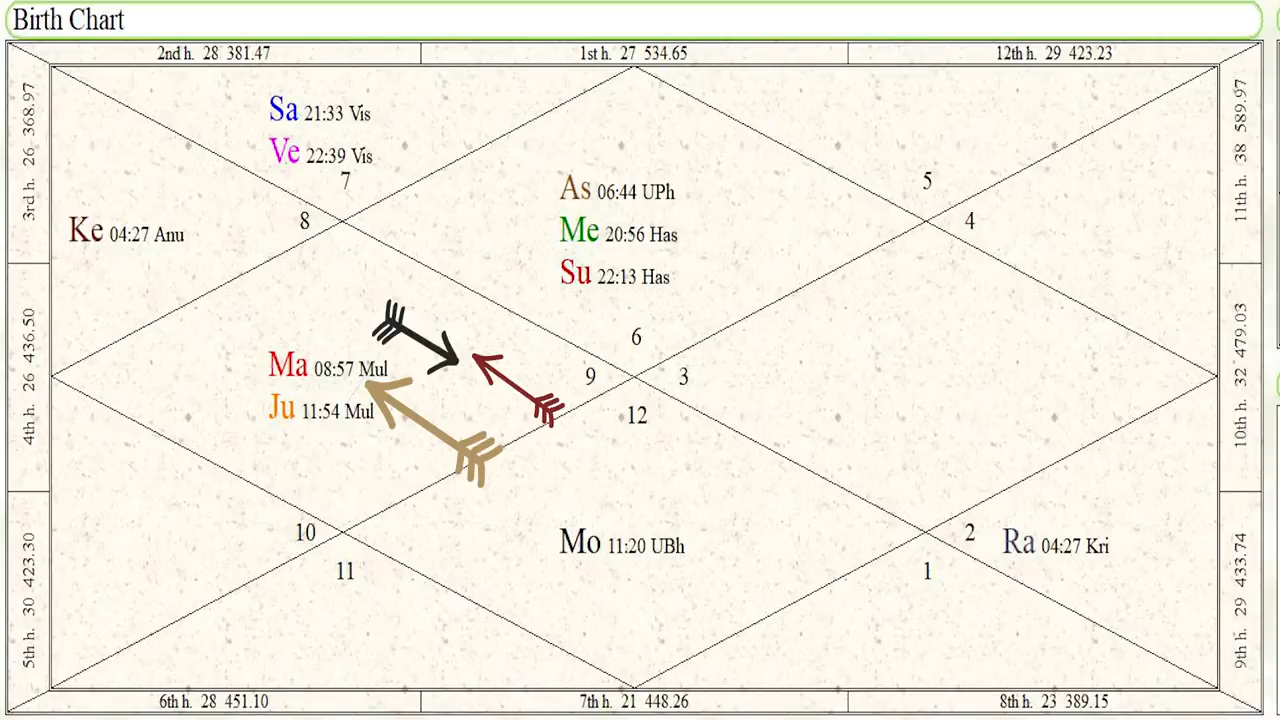 Birth Chart
2nd h. 28 381.47
1st h. 27 534.65
12th h. 29 423.23
3rd h. 26 368.97
11th h. 38 589.97
Sa 21:33 Vis
Ve 22:39 Vis
7
As 06:44 UPh
Me 20:56 Has
Su 22:13 Has
6
5
4
8
Ke 04:27 Anu
4th h. 26 436.50
10th h. 32 479.03
Ma 08:57 Mul
Ju 11:54 Mul
9
3
12
10
11
Mo 11:20 UBh
2
Ra 04:27 Kri
1
5th h. 30 423.30
9th h. 29 433.74
6th h. 28 451.10
7th h. 21 448.26
8th h. 23 389.15